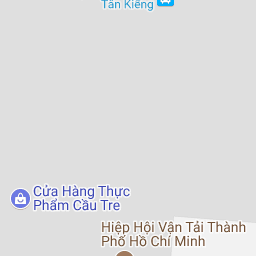 Tân Kiểng
Cửa Hàng Thực
Phẩm Cầu Tre
Hiệp Hội Vận Tải Thành
Phố Hồ Chí Minh